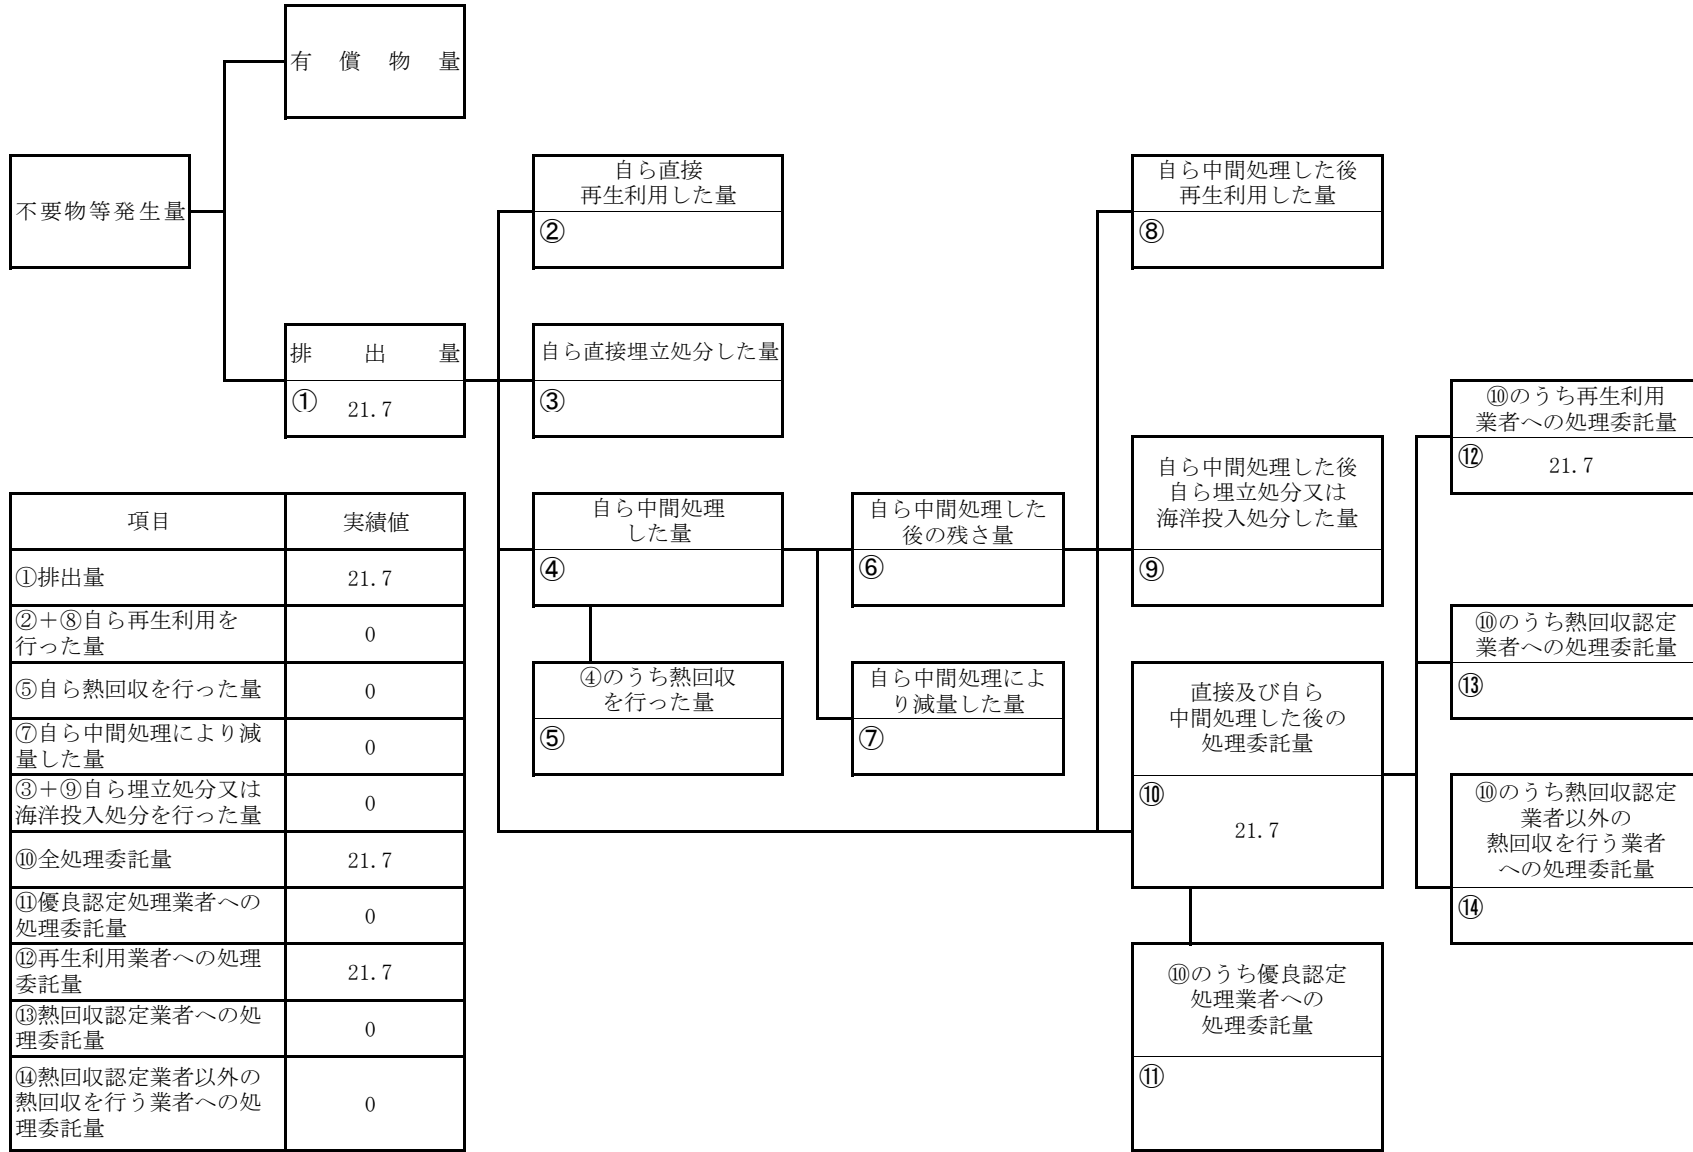 有償物量
不要物等発生量
排出量
① 21.7
自ら直接
再生利用した量
②
自ら直接埋立処分した量
③
自ら中間処理
した量
④
④のうち熱回収
を行った量
⑤
自ら中間処理した
後の残さ量
⑥
自ら中間処理によ
り減量した量
⑦
自ら中間処理した後
再生利用した量
⑧
自ら中間処理した後
自ら埋立処分又は
海洋投入処分した量
⑨
直接及び自ら
中間処理した後の
処理委託量
⑩
21.7
⑩のうち優良認定
処理業者への
処理委託量
⑪
⑩のうち再生利用
業者への処理委託量
⑫ 21.7
⑩のうち熱回収認定
業者への処理委託量
⑬
⑩のうち熱回収認定
業者以外の
熱回収を行う業者
への処理委託量
⑭
項目 実績値
①排出量 21.7
②+⑧自ら再生利用を
行った量 0
⑤自ら熱回収を行った量 0
⑦自ら中間処理により減
量した量 0
③+⑨自ら埋立処分又は
海洋投入処分を行った量 0
⑩全処理委託量 21.7
⑪優良認定処理業者への
処理委託量 0
⑫再生利用業者への処理
委託量 21.7
⑬熱回収認定業者への処
理委託量 0
⑭熱回収認定業者以外の
熱回収を行う業者への処
理委託量 0